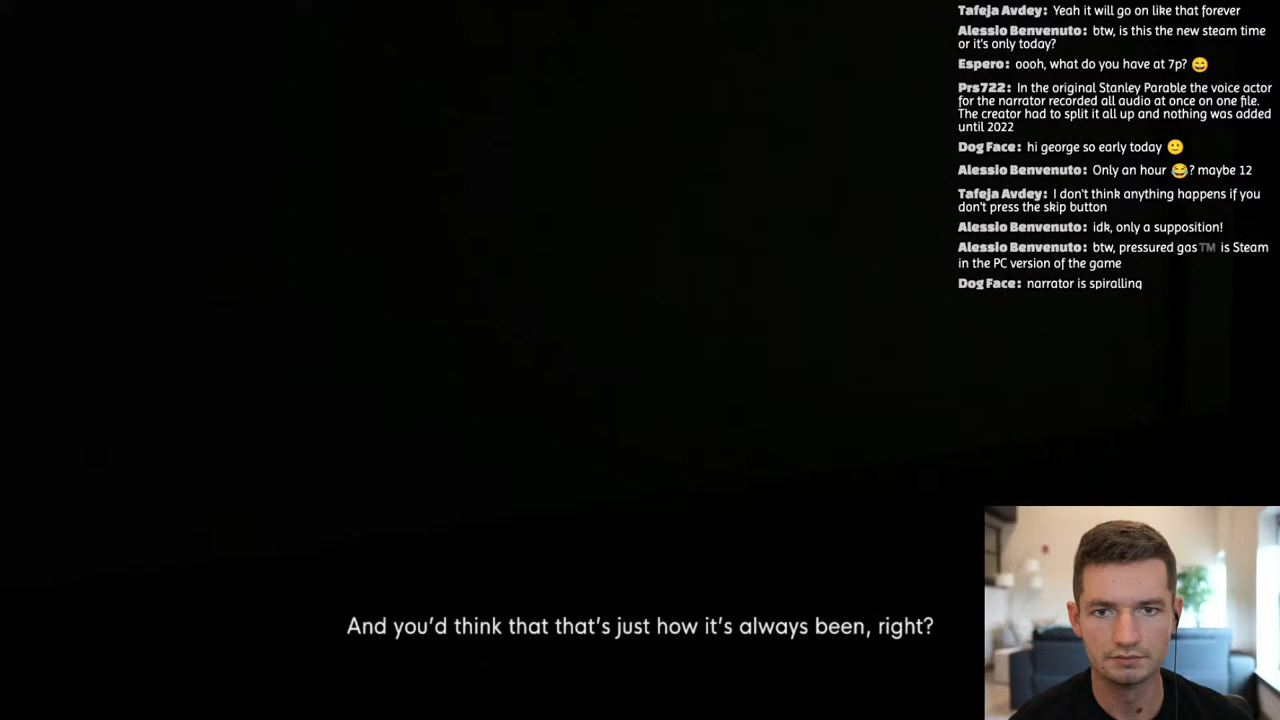 Tafeja Avdey: Yeah it will go on like that forever
Alessio Benvenuto: btw, is this the new steam time
or it's only today?
Espero: oooh, what do you have at 7p? 😄
Prs722: In the original Stanley Parable the voice actor
for the narrator recorded all audio at once on one file.
The creator had to split it all up and nothing was added
until 2022
Dog Face: hi george so early today 🙂
Alessio Benvenuto: Only an hour 😂? maybe 12
Tafeja Avdey: I don't think anything happens if you
don't press the skip button
Alessio Benvenuto: idk, only a supposition!
Alessio Benvenuto: btw, pressured gas™️ is Steam
in the PC version of the game
Dog Face: narrator is spiralling
And you'd think that that's just how it's always been, right?